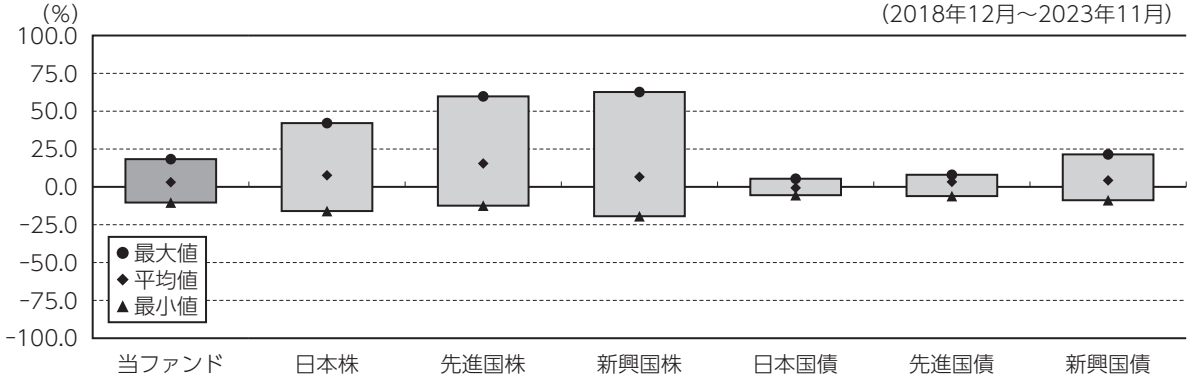 (%)
(2018年12月～2023年11月)
100.0
75.0
50.0
25.0
0.0
-25.0
-50.0
-75.0
-100.0
●最大値
◆平均値
▲最小値
当ファンド 日本株 先進国株 新興国株 日本国債 先進国債 新興国債